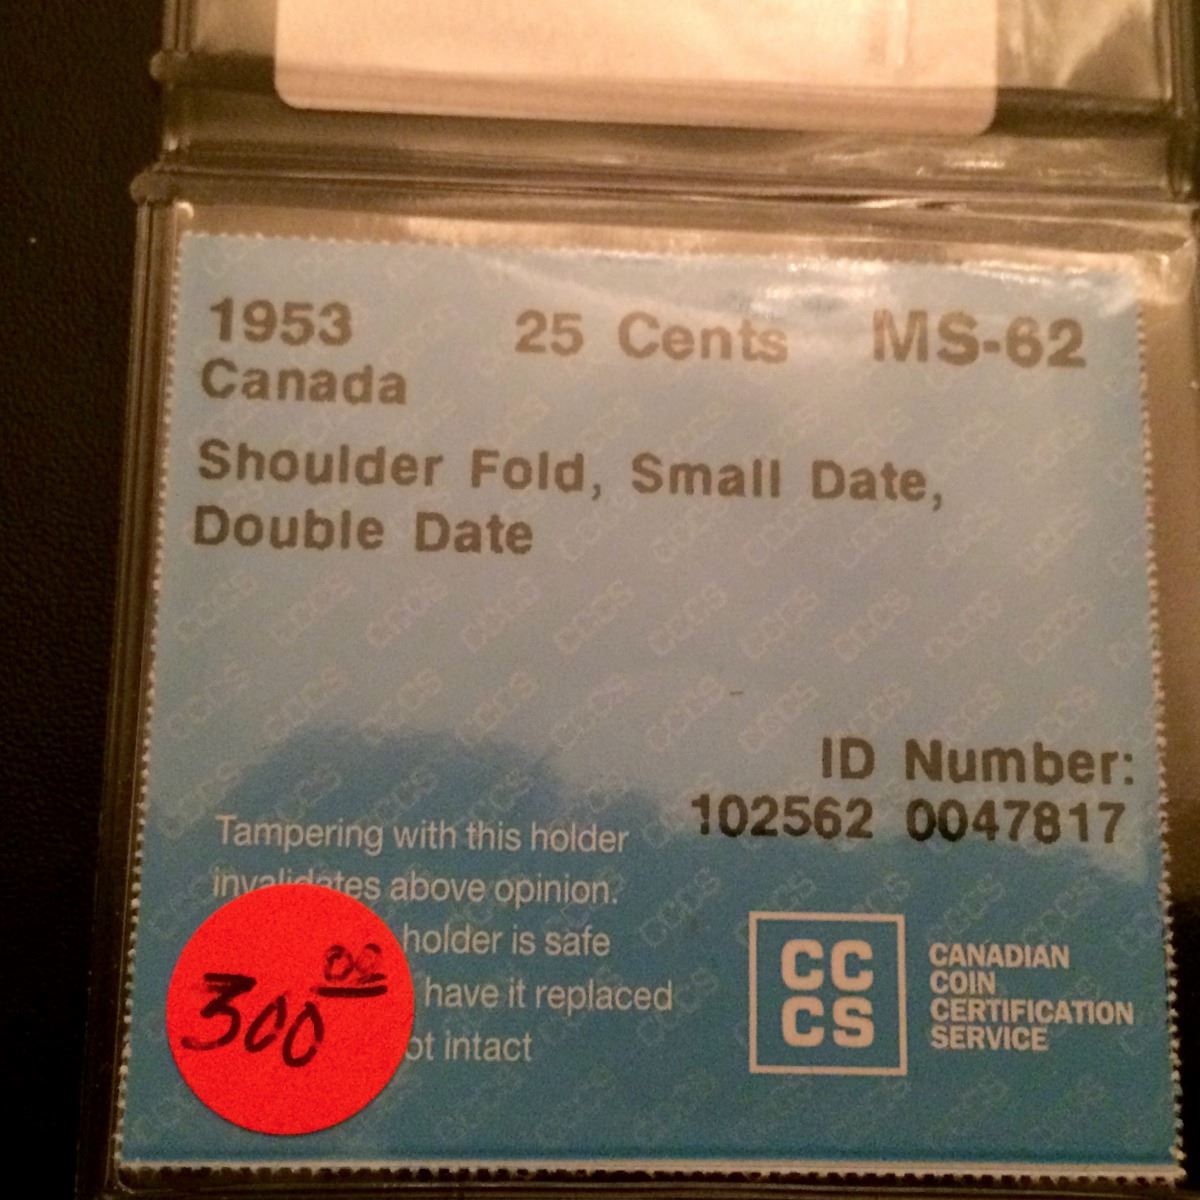 1953 25 Cents MS-62
Canada
Shoulder Fold, Small Date,
Double Date
ID Number:
102562 0047817
Tampering with this holder
invalidates above opinion.
holder is safe
have it replaced
ot intact
300 00
CC
CS
CANADIAN
COIN
CERTIFICATION
SERVICE